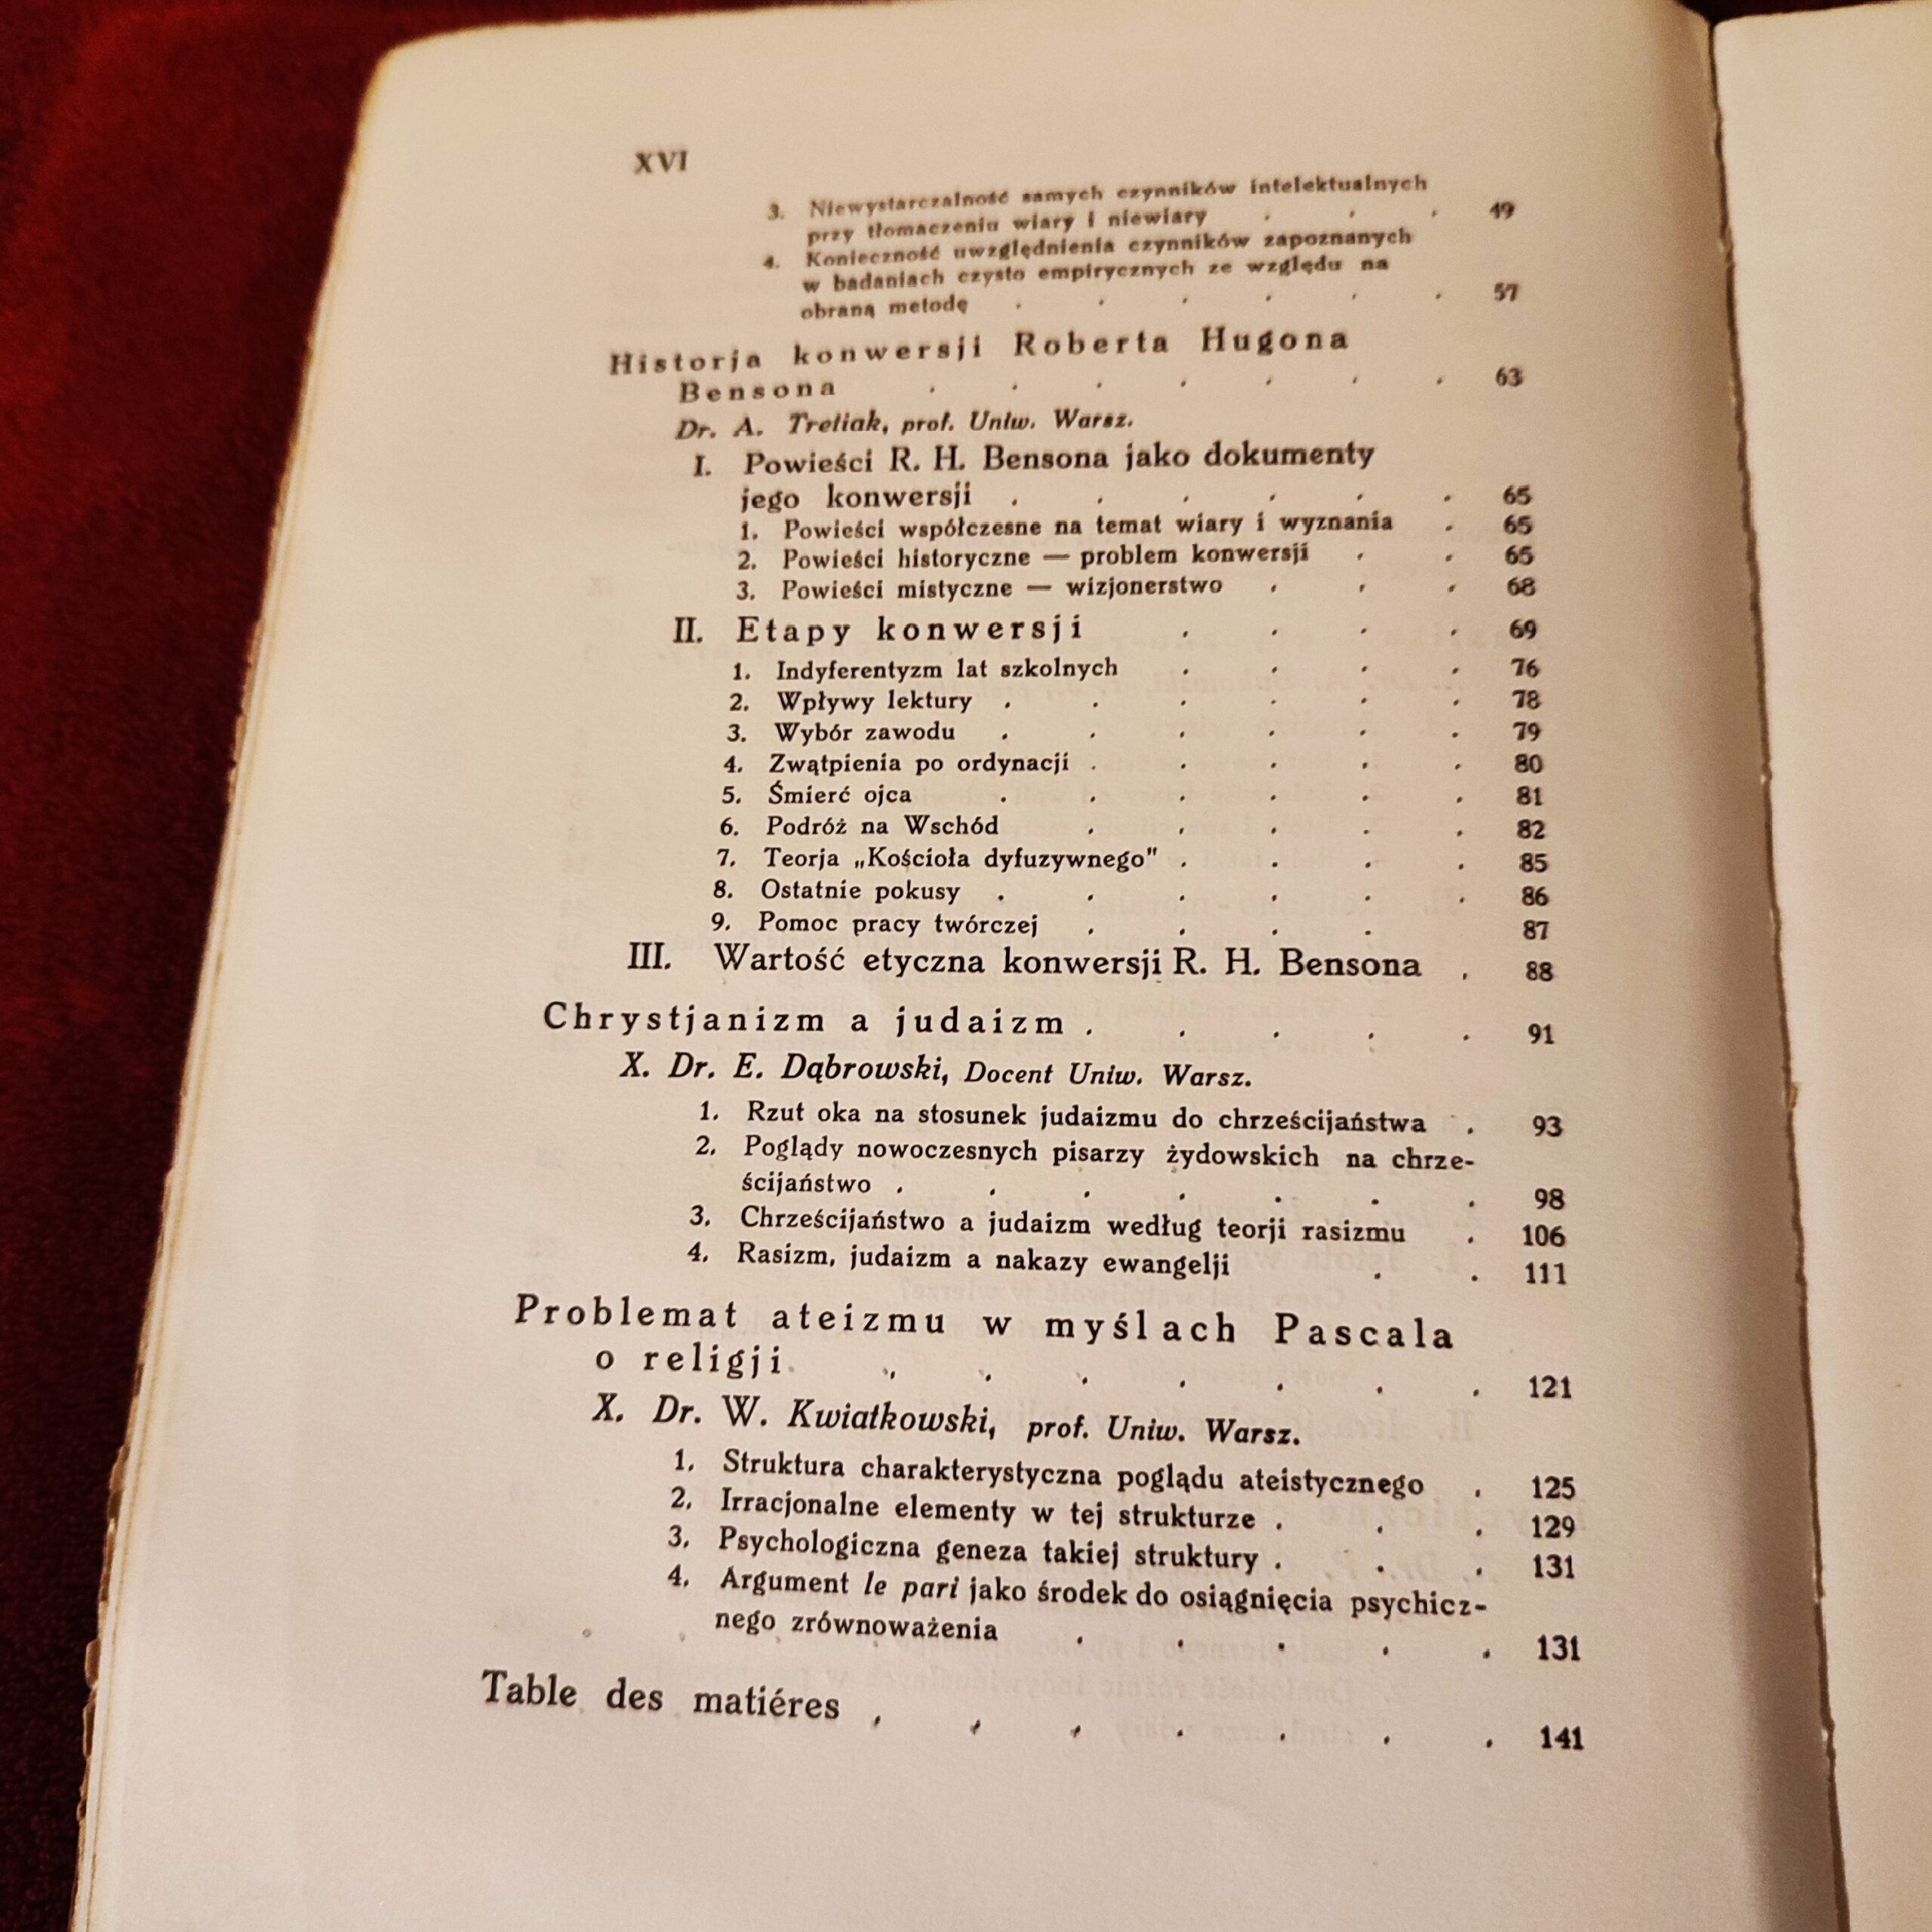 XVI
3. Niewystarczalność samych czynników intelektualnych
przy tłomaczeniu wiary i niewiary . . . 49
4. Konieczność uwzględnienia czynników zapoznanych
w badaniach czysto empirycznych ze względu na
obraną metodę . . . . . . 57
Historja konwersji Roberta Hugona
Bensona . . . . . . . 63
Dr. A. Tretiak, prof. Uniw. Warsz.
I. Powieści R. H. Bensona jako dokumenty
jego konwersji . . . . . . 65
1. Powieści współczesne na temat wiary i wyznania . 65
2. Powieści historyczne — problem konwersji . . 65
3. Powieści mistyczne — wizjonerstwo . . . 68
II. Etapy konwersji . . . . 69
1. Indyferentyzm lat szkolnych . . . . 76
2. Wpływy lektury . . . . . . 78
3. Wybór zawodu . . . . . . 79
4. Zwątpienia po ordynacji . . . . . 80
5. Śmierć ojca . . . . . . 81
6. Podróż na Wschód . . . . . 82
7. Teorja „Kościoła dyfuzywnego" . . . . 85
8. Ostatnie pokusy . . . . . . 86
9. Pomoc pracy twórczej . . . . 87
III. Wartość etyczna konwersji R. H. Bensona . 88
Chrystjanizm a judaizm . . . . . 91
X. Dr. E. Dąbrowski, Docent Uniw. Warsz.
1. Rzut oka na stosunek judaizmu do chrześcijaństwa . 93
2. Poglądy nowoczesnych pisarzy żydowskich na chrze-
ścijaństwo . . . . . . . 98
3. Chrześcijaństwo a judaizm według teorji rasizmu . 106
4. Rasizm, judaizm a nakazy ewangelji . . 111
Problemat ateizmu w myślach Pascala
o religji . . . . . . . . 121
X. Dr. W. Kwiatkowski, prof. Uniw. Warsz.
1. Struktura charakterystyczna poglądu ateistycznego . 125
2. Irracjonalne elementy w tej strukturze . . . 129
3. Psychologiczna geneza takiej struktury . . . 131
4. Argument le pari jako środek do osiągnięcia psychicz-
nego zrównoważenia . . . . . 131
Table des matiéres . . . . . . . 141